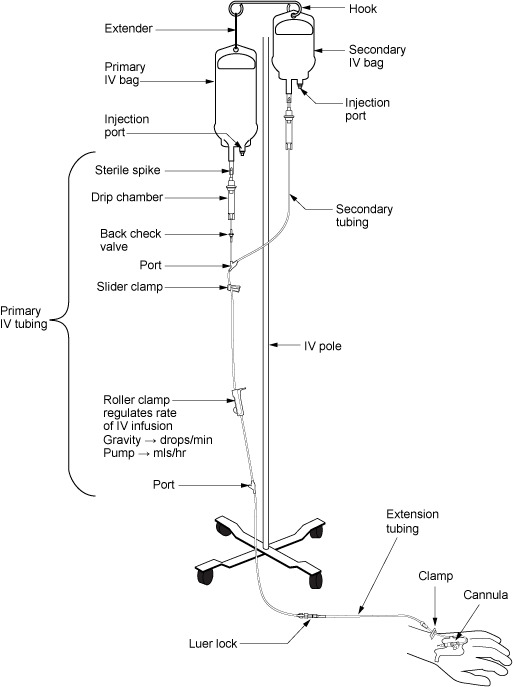 Hook
Extender
Secondary
IV bag
Primary
IV bag
Injection
port
Injection
port
Sterile spike
Drip chamber
Secondary
tubing
Back check
valve
Port
Slider clamp
Primary
IV tubing
IV pole
Roller clamp
regulates rate
of IV infusion
Gravity → drops/min
Pump → mls/hr
Port
Extension
tubing
Clamp
Cannula
Luer lock